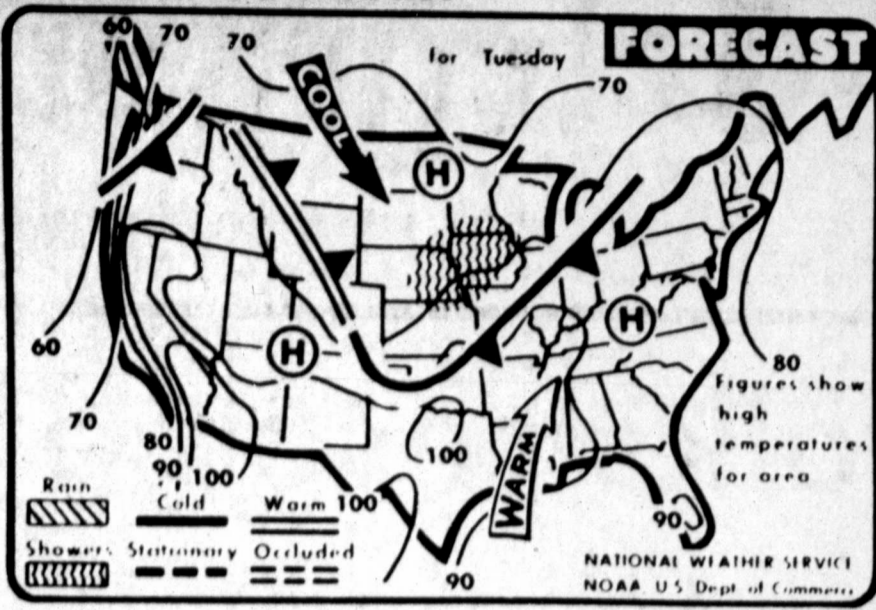 FORECAST
for Tuesday
60 70 70
70
COOL
H
H
H
60
70
80
90 100
100
100
90
90
80
WARM
Figures show
high
temperatures
for area
Rain
Cold
Warm
Showers
Stationary
Occluded
NATIONAL WEATHER SERVICE
NOAA U S Dept of Commerce